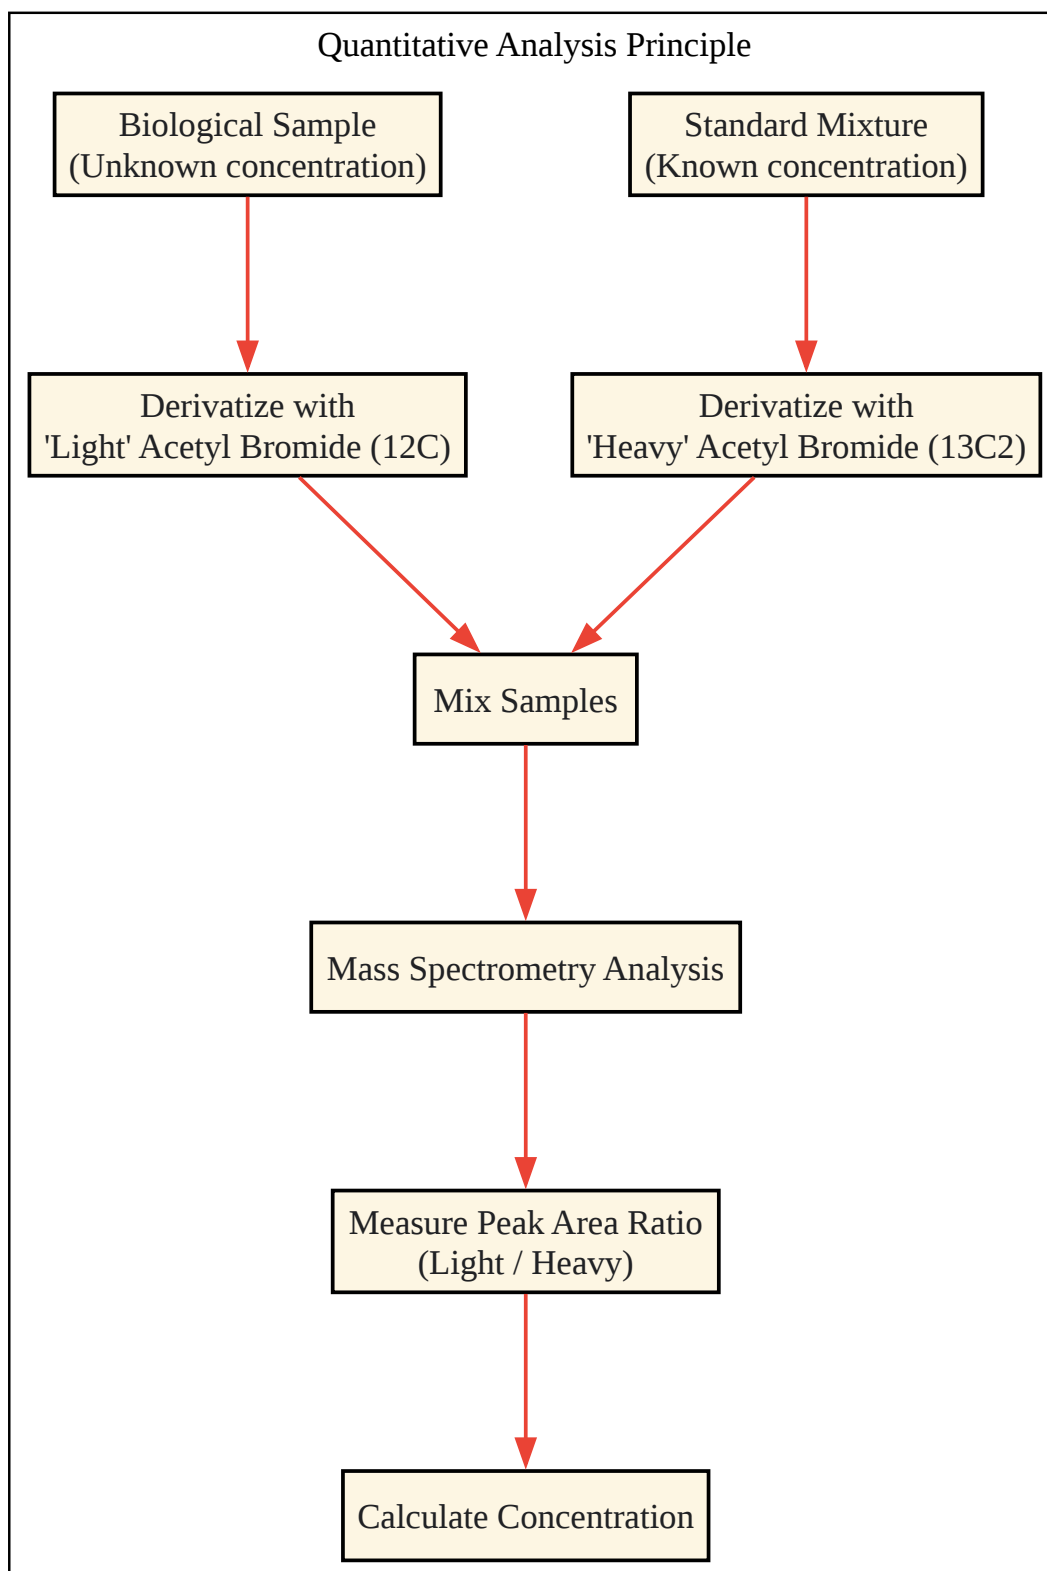 Quantitative Analysis Principle
Biological Sample
(Unknown concentration)
Standard Mixture
(Known concentration)
Derivatize with
'Light' Acetyl Bromide (12C)
Derivatize with
'Heavy' Acetyl Bromide (13C2)
Mix Samples
Mass Spectrometry Analysis
Measure Peak Area Ratio
(Light / Heavy)
Calculate Concentration